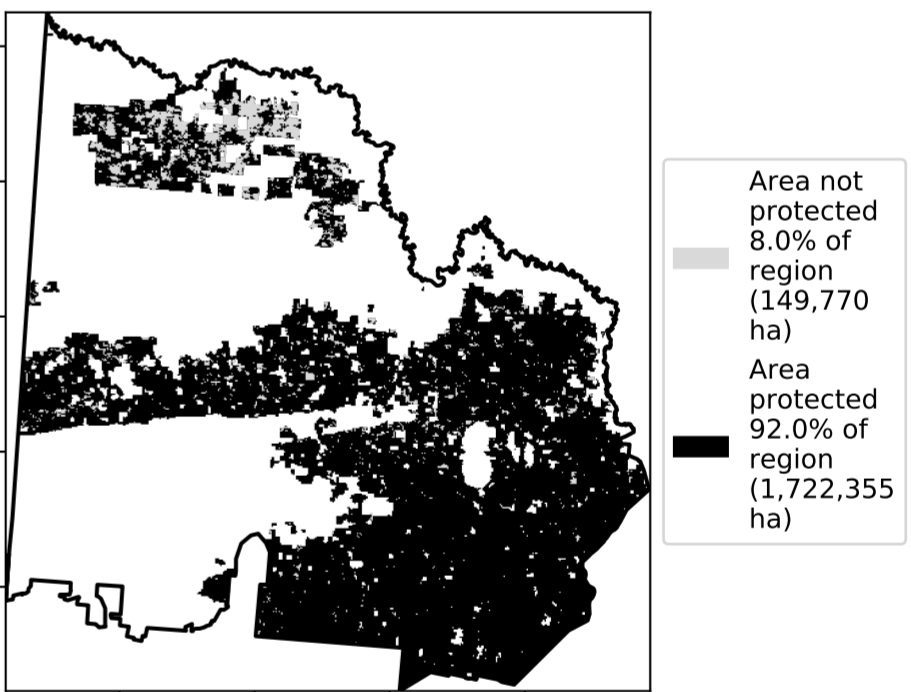 Area not
protected
8.0% of
region
(149,770
ha)
Area
protected
92.0% of
region
(1,722,355
ha)